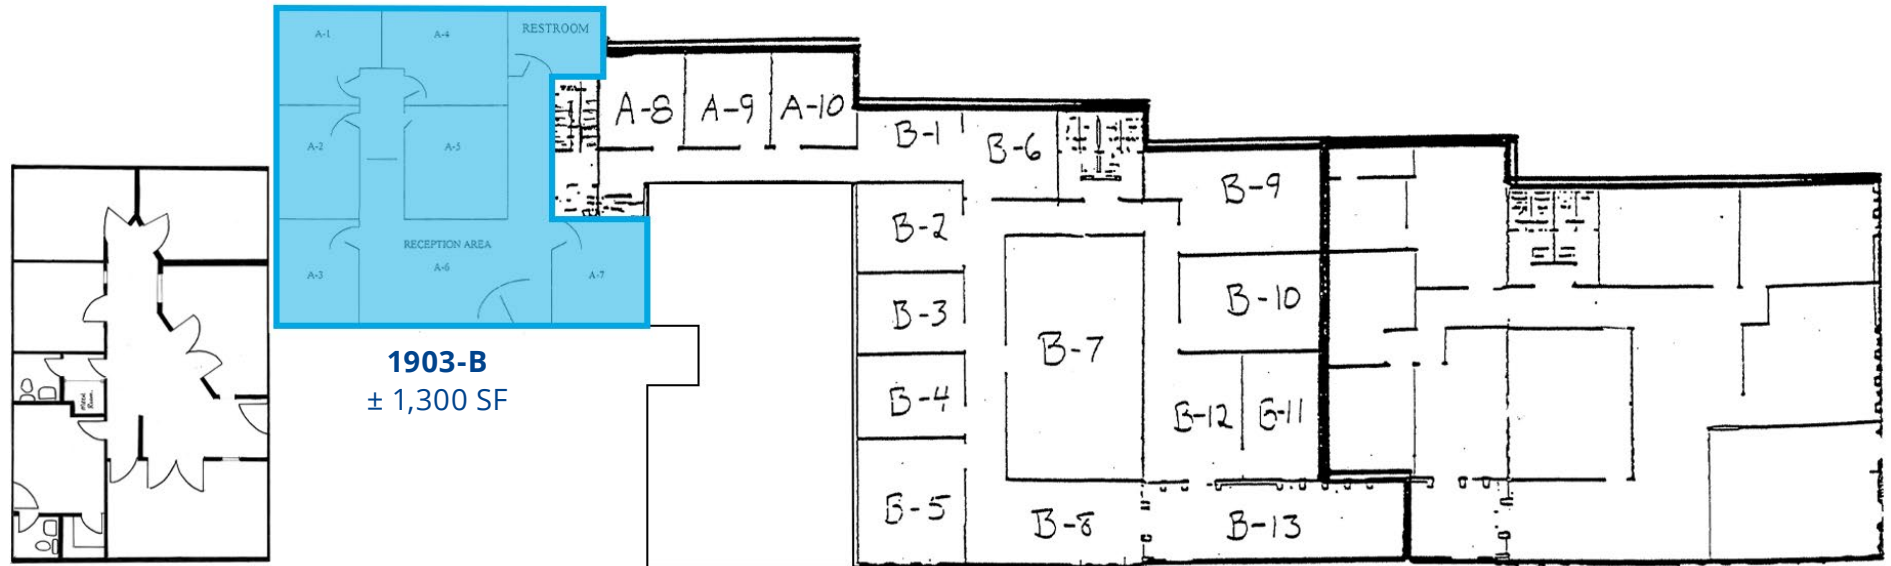 A-1
A-4
RESTROOM
A-2
A-5
RECEPTION AREA
A-3
A-6
A-7
1903-B
± 1,300 SF
A-8
A-9
A-10
B-1
B-6
B-2
B-3
B-4
B-5
B-7
B-8
B-9
B-10
B-12
B-11
B-13